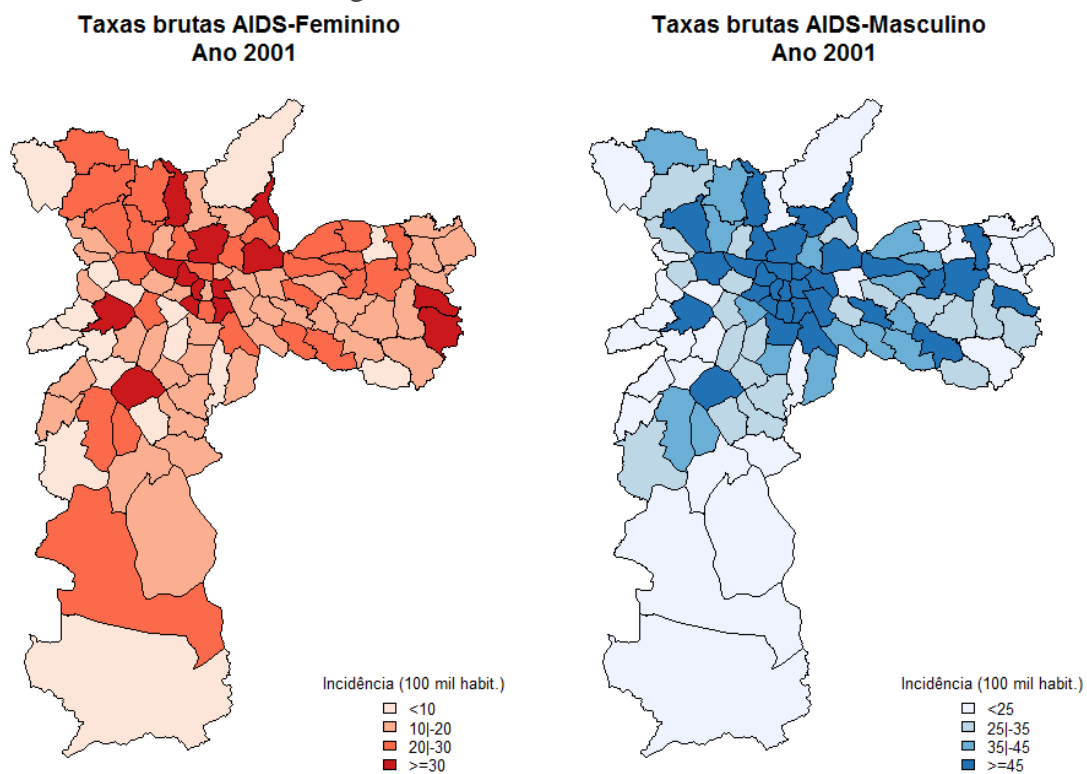 Taxas brutas AIDS-Feminino
Ano 2001
Taxas brutas AIDS-Masculino
Ano 2001
Incidência (100 mil habit.)
<10
10|-20
20|-30
>=30
Incidência (100 mil habit.)
<25
25|-35
35|-45
>=45